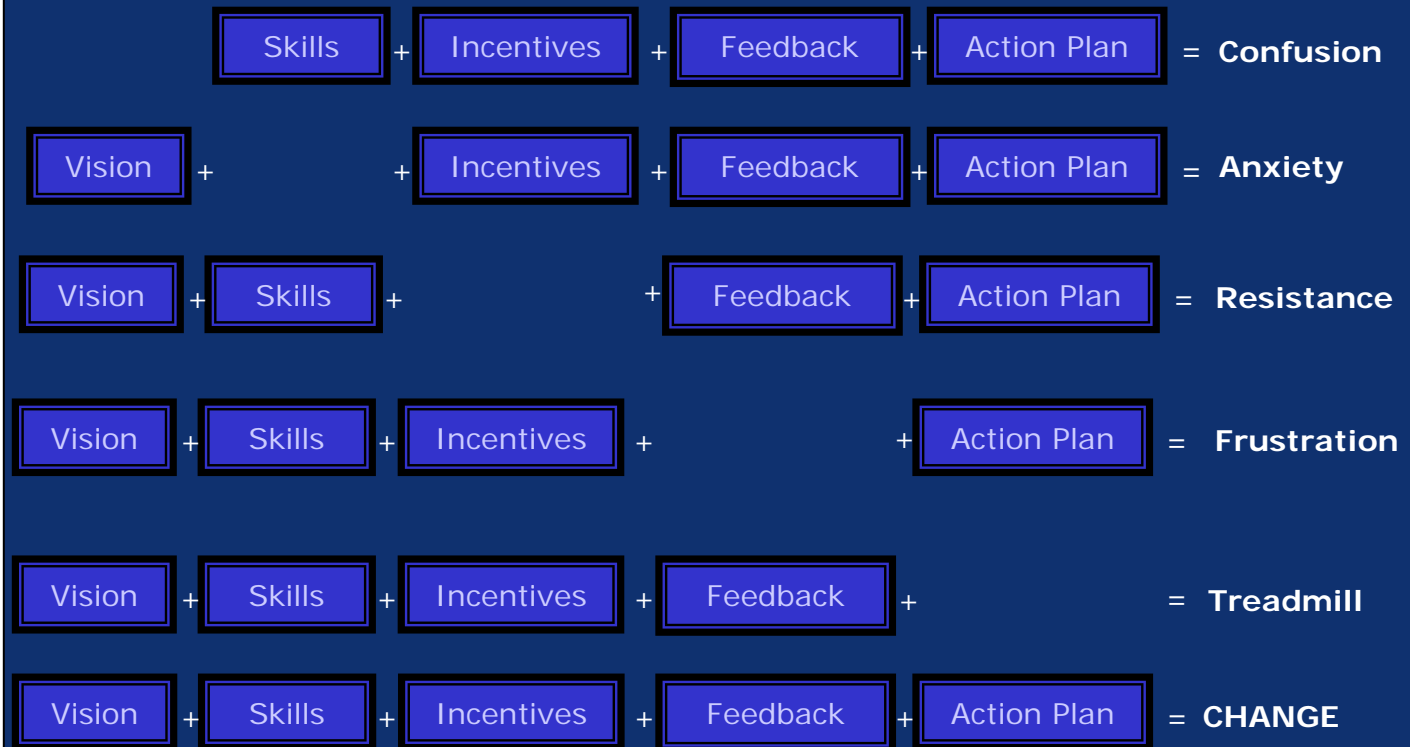 Skills + Incentives + Feedback + Action Plan = Confusion
Vision + + Incentives + Feedback + Action Plan = Anxiety
Vision + Skills + + Feedback + Action Plan = Resistance
Vision + Skills + Incentives + + Action Plan = Frustration
Vision + Skills + Incentives + Feedback + = Treadmill
Vision + Skills + Incentives + Feedback + Action Plan = CHANGE